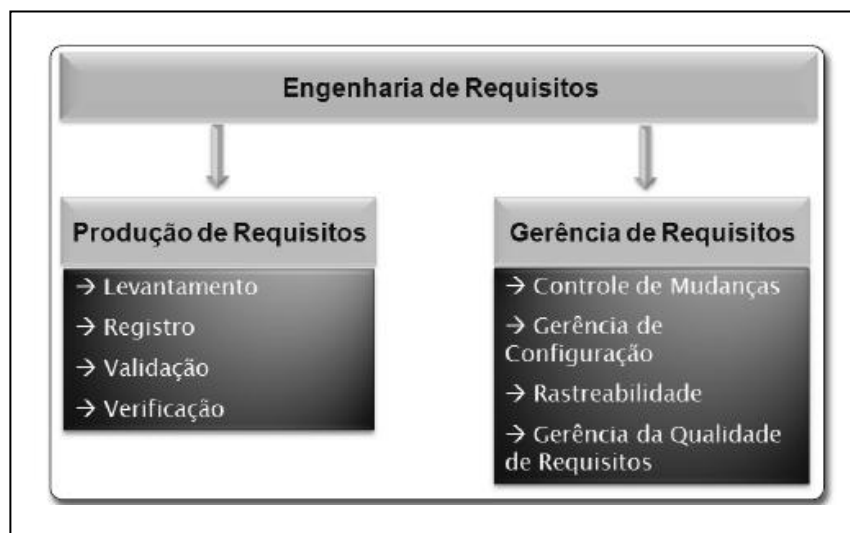 Engenharia de Requisitos
Produção de Requisitos
→ Levantamento
→ Registro
→ Validação
→ Verificação
Gerência de Requisitos
→ Controle de Mudanças
→ Gerência de
Configuração
→ Rastreabilidade
→ Gerência da Qualidade
de Requisitos